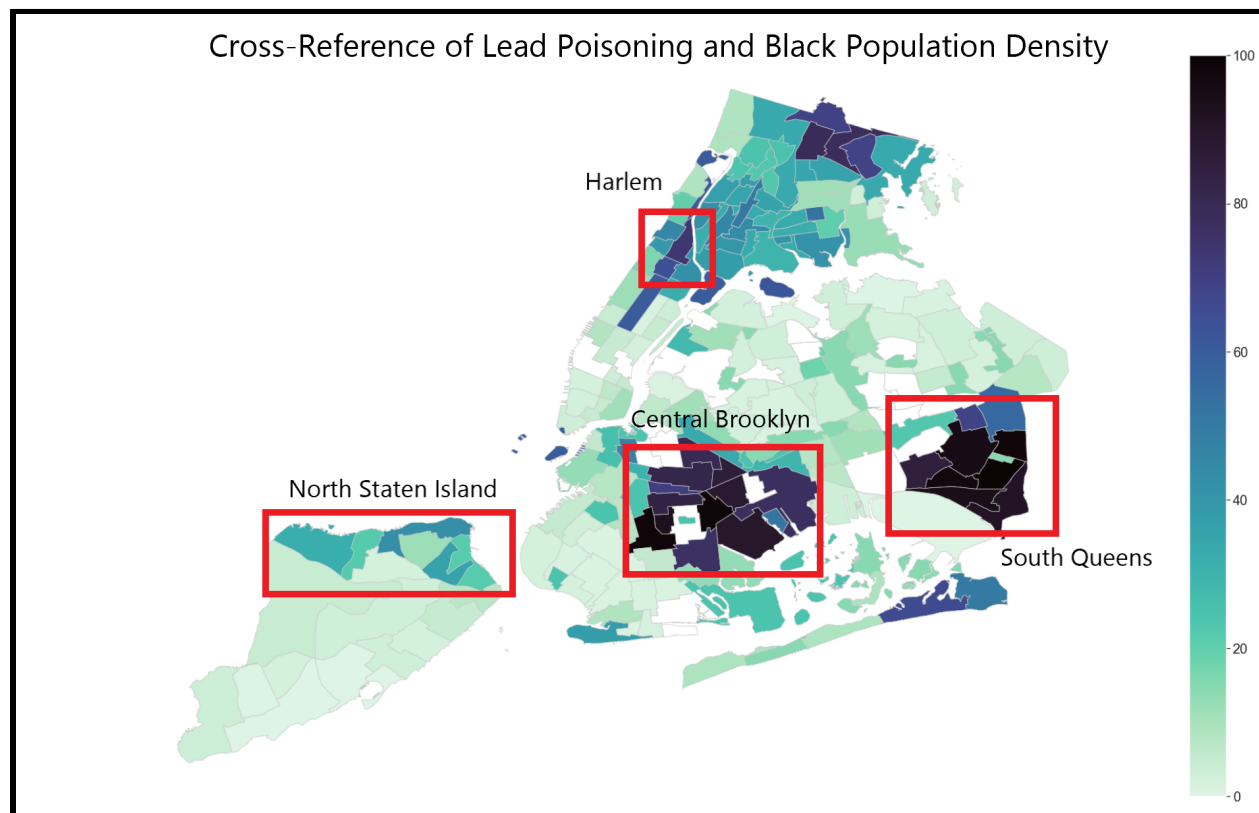 Cross-Reference of Lead Poisoning and Black Population Density
100
Harlem
80
60
Central Brooklyn
North Staten Island
40
South Queens
20
0